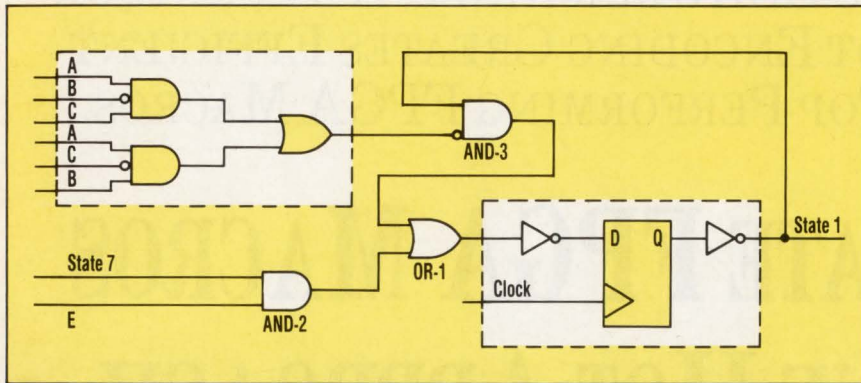 A
B
C
A
C
B
AND-3
State 7
E
AND-2
OR-1
D Q
Clock
State 1